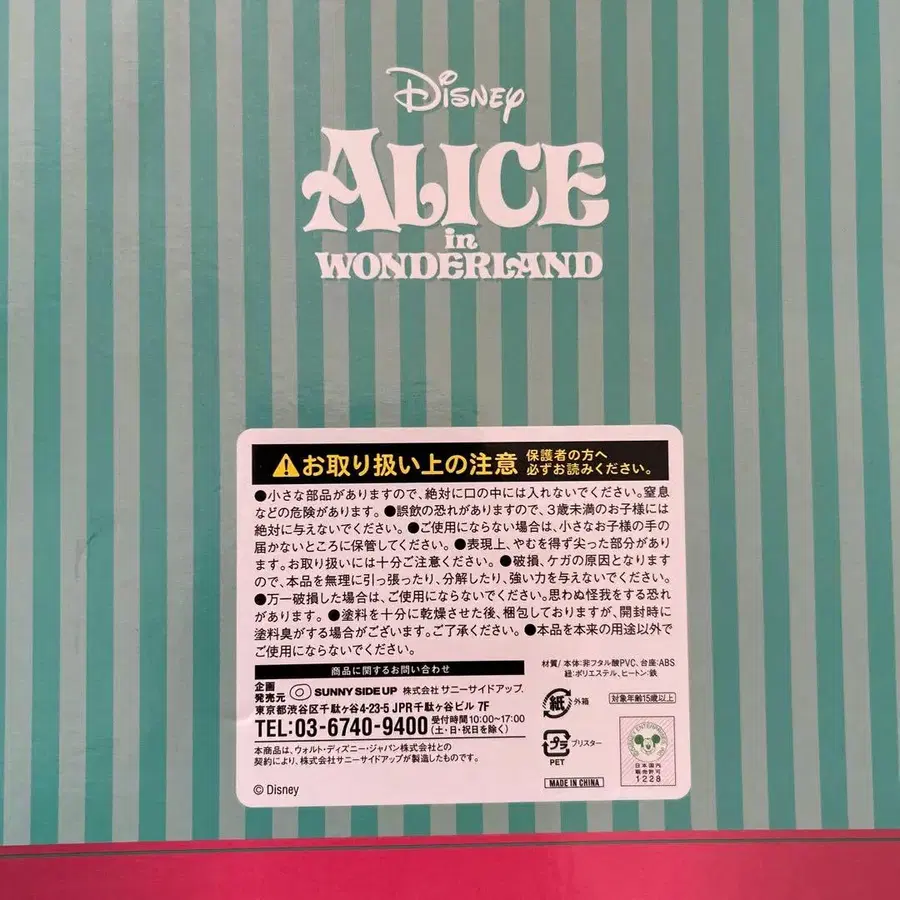 Disney
ALICE
in
WONDERLAND
お取り扱い上の注意 保護者の方へ
必ずお読みください。
●小さな部品がありますので、絶対に口の中には入れないでください。窒息
などの危険があります。●誤飲の恐れがありますので、3歳未満のお子様には
絶対に与えないでください。●ご使用にならない場合は、小さなお子様の手の
届かないところに保管してください。●表現上、やむを得ず尖った部分があり
ます。お取り扱いには十分ご注意ください。●破損、ケガの原因となります
ので、本品を無理に引っ張ったり、分解したり、強い力を与えないでください。
●万一破損した場合は、ご使用にならないでください。思わぬ怪我をする恐れ
があります。●塗料を十分に乾燥させた後、梱包しておりますが、開封時に
塗料臭がする場合がございます。ご了承ください。●本品を本来の用途以外で
ご使用にならないでください。
商品に関するお問い合わせ
企画
発売元 SUNNY SIDE UP 株式会社 サニーサイドアップ
東京都渋谷区千駄ヶ谷4-23-5 JPR千駄ヶ谷ビル 7F
TEL:03-6740-9400 受付時間10:00~17:00
(土・日・祝日を除く)
本商品は、ウォルト・ディズニー・ジャパン株式会社との
契約により、株式会社サニーサイドアップが製造したものです。
© Disney
材質/本体:非フタル酸PVC、台座:ABS
紐:ポリエステル、ヒートン:鉄
紙 外箱
対象年齢15歳以上
プラ ブリスター
PET
MADE IN CHINA
日本国内
販売許可
1228